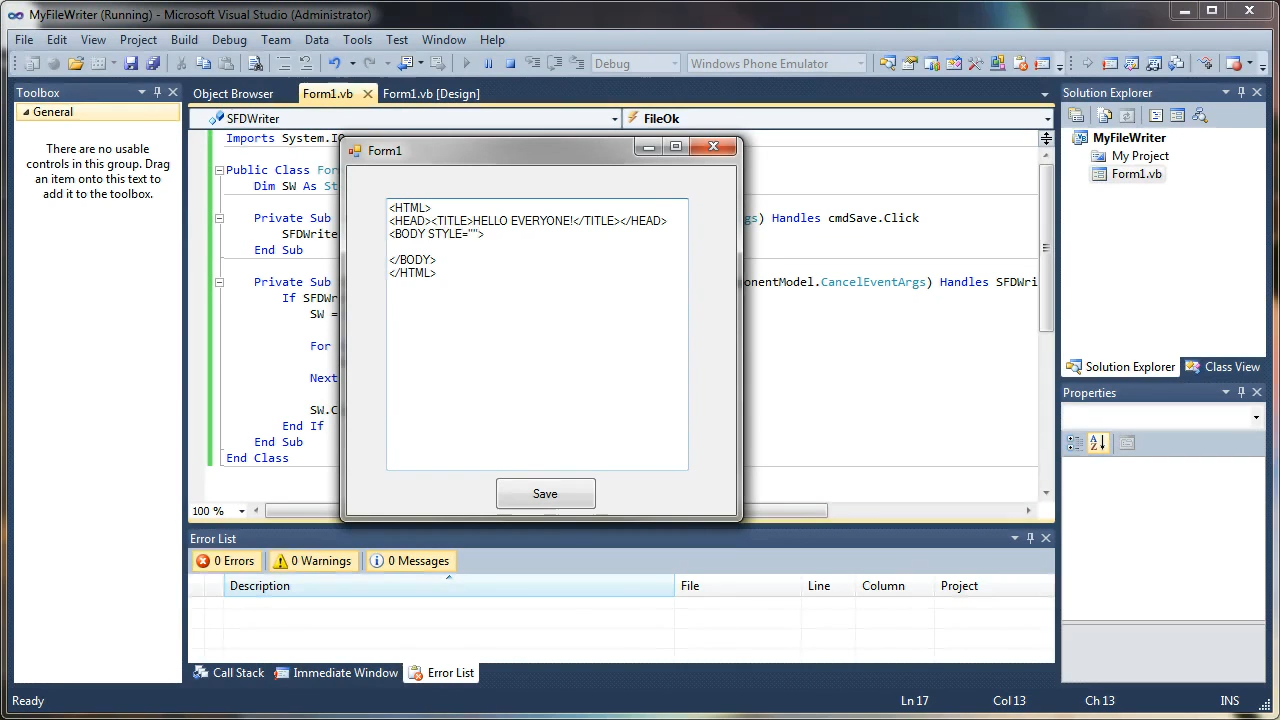 MyFileWriter (Running) - Microsoft Visual Studio (Administrator)
File Edit View Project Build Debug Team Data Tools Test Window Help
Debug Windows Phone Emulator
Toolbox
General
There are no usable
controls in this group. Drag
an item onto this text to
add it to the toolbox.
Object Browser Form1.vb Form1.vb [Design]
SFDWriter FileOk
Imports System.IO
Public Class
Dim SW As
Private Sub gs) Handles cmdSave.Click
SFDWrite
End Sub
Private Sub onentModel.CancelEventArgs) Handles SFDWri
If SFDWr
SW =
For
Next
SW.C
End If
End Sub
End Class
Form1
<HTML>
<HEAD><TITLE>HELLO EVERYONE!</TITLE></HEAD>
<BODY STYLE="">
</BODY>
</HTML>
Save
100 %
Error List
0 Errors 0 Warnings 0 Messages
Description File Line Column Project
Call Stack Immediate Window Error List
Solution Explorer
MyFileWriter
My Project
Form1.vb
Solution Explorer Class View
Properties
Ready Ln 17 Col 13 Ch 13 INS